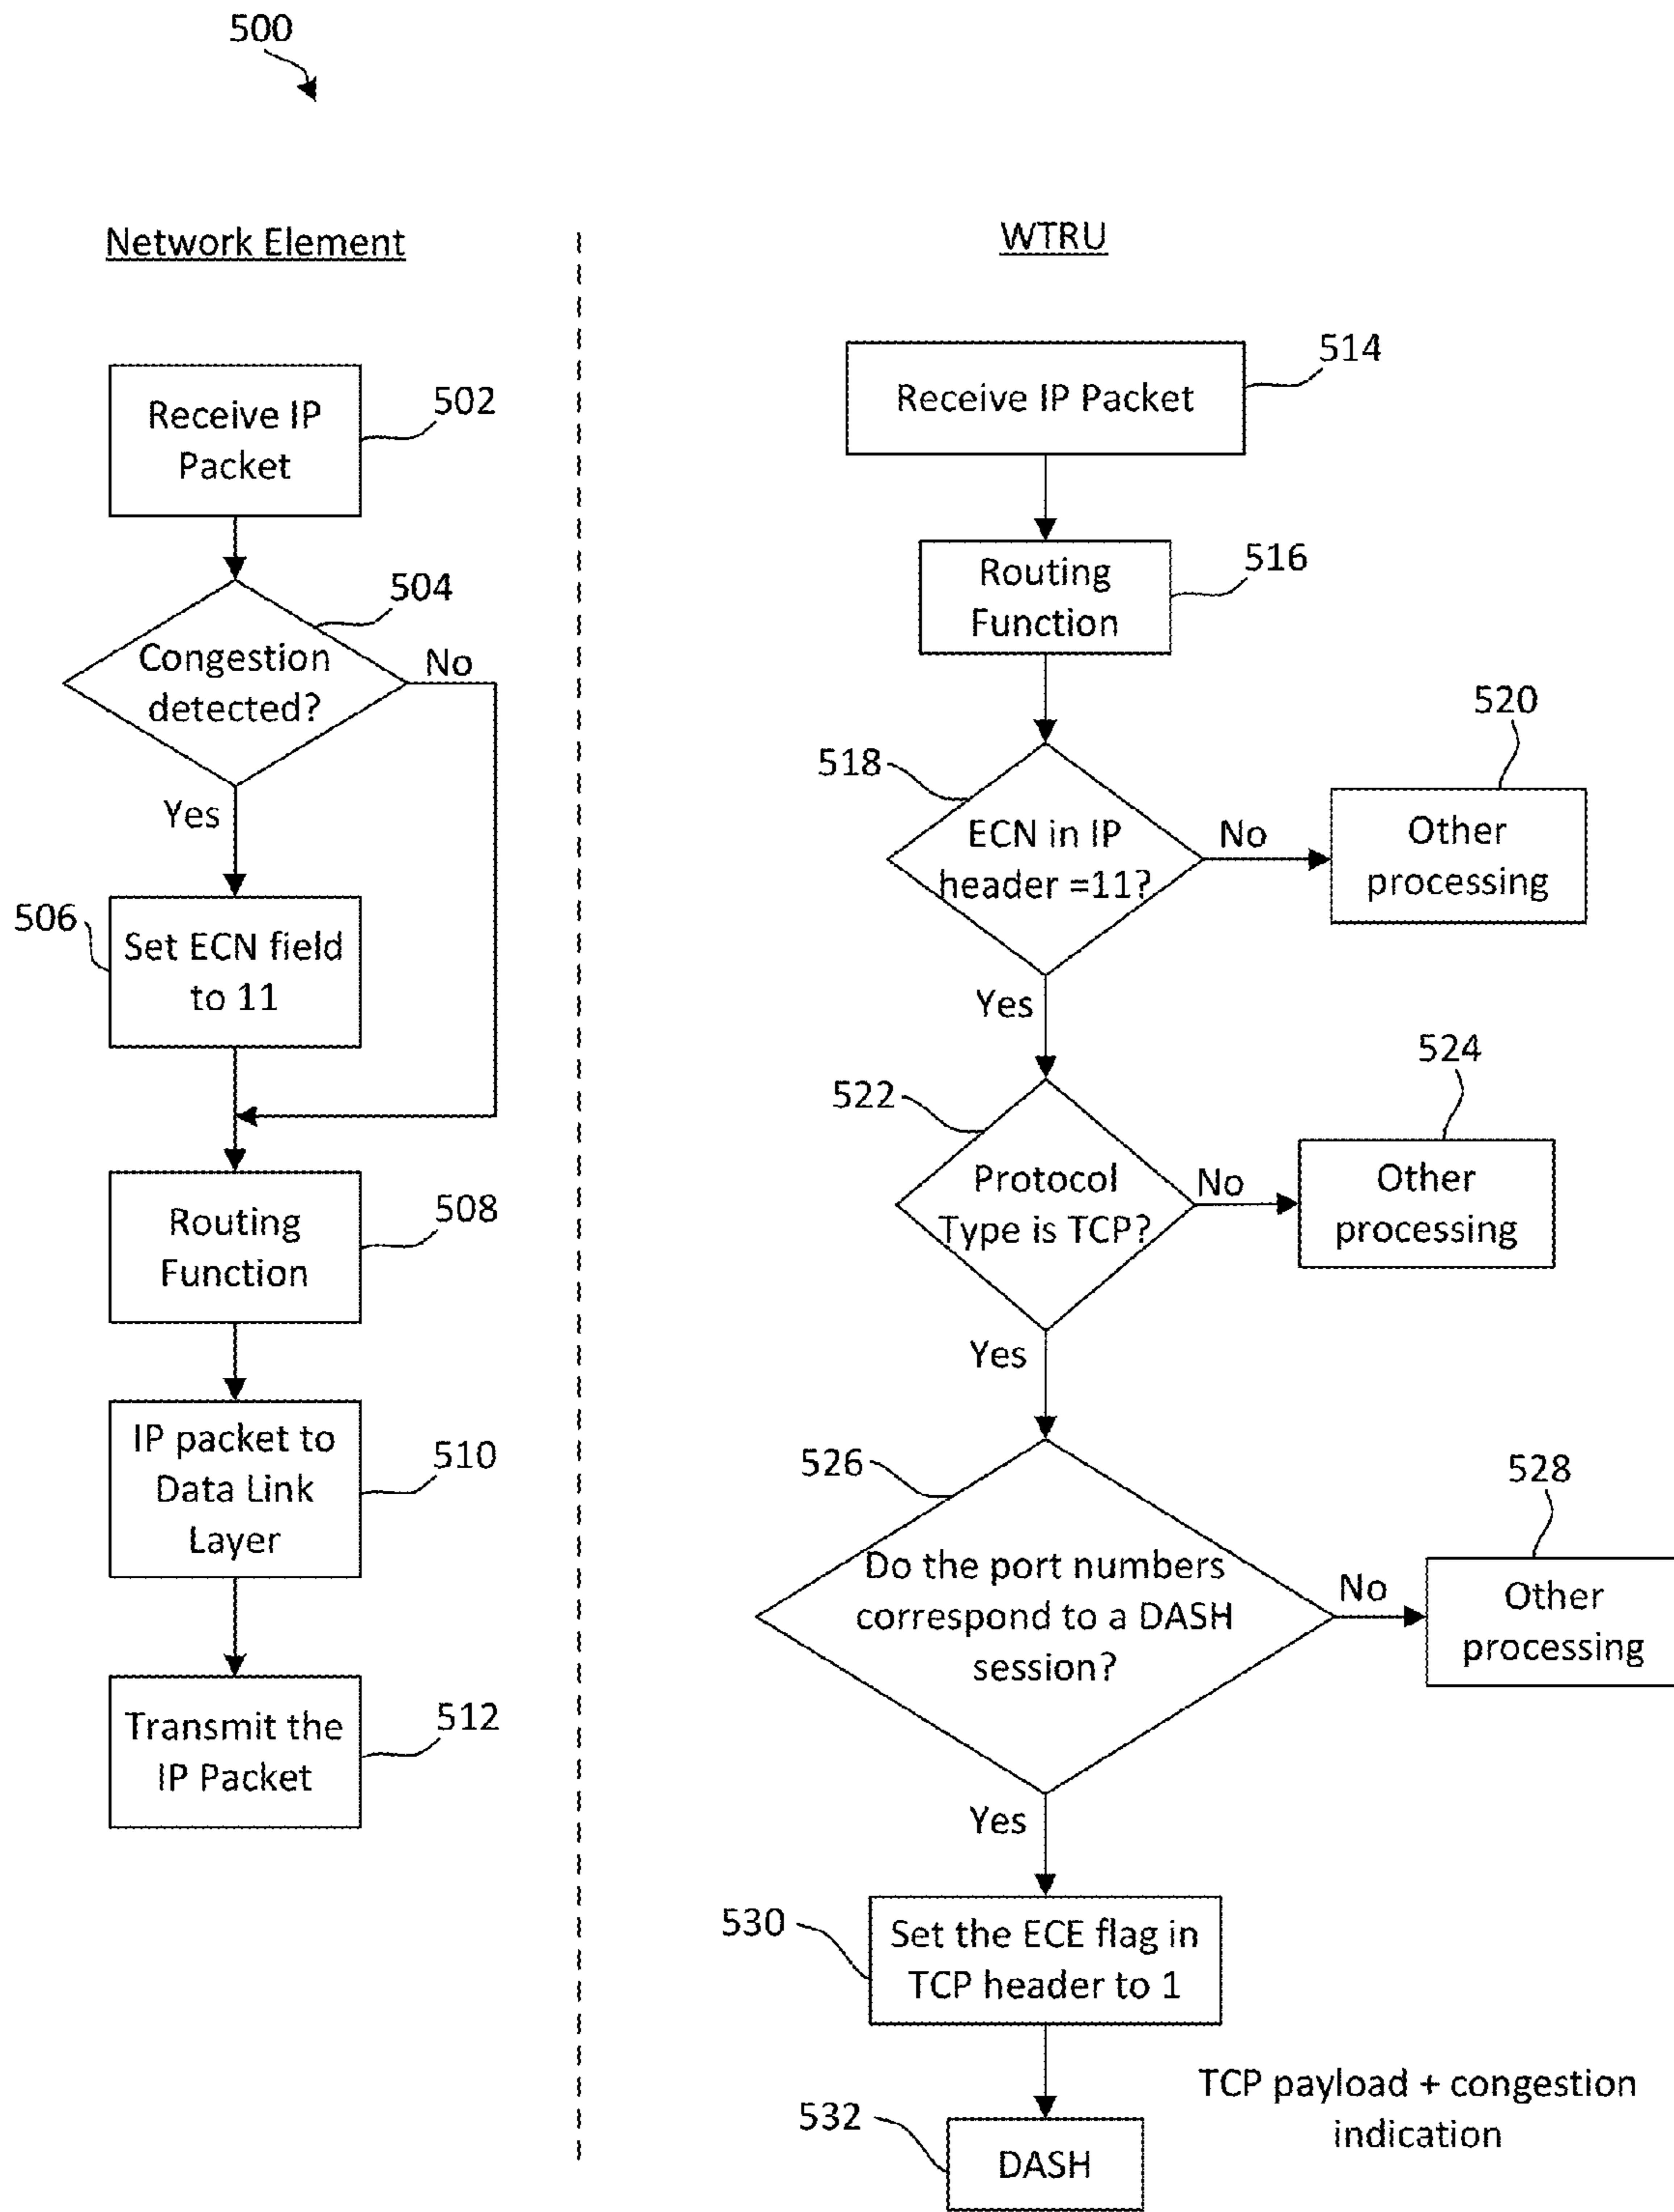 500
Network Element
Receive IP
Packet
502
504
Congestion
detected?
No
Yes
506
Set ECN field
to 11
Routing
Function
508
IP packet to
Data Link
Layer
510
Transmit the
IP Packet
512
WTRU
Receive IP Packet
514
Routing
Function
516
518
ECN in IP
header =11?
No
520
Other
processing
Yes
522
Protocol
Type is TCP?
No
524
Other
processing
Yes
526
Do the port numbers
correspond to a DASH
session?
No
528
Other
processing
Yes
530
Set the ECE flag in
TCP header to 1
TCP payload + congestion
indication
532
DASH